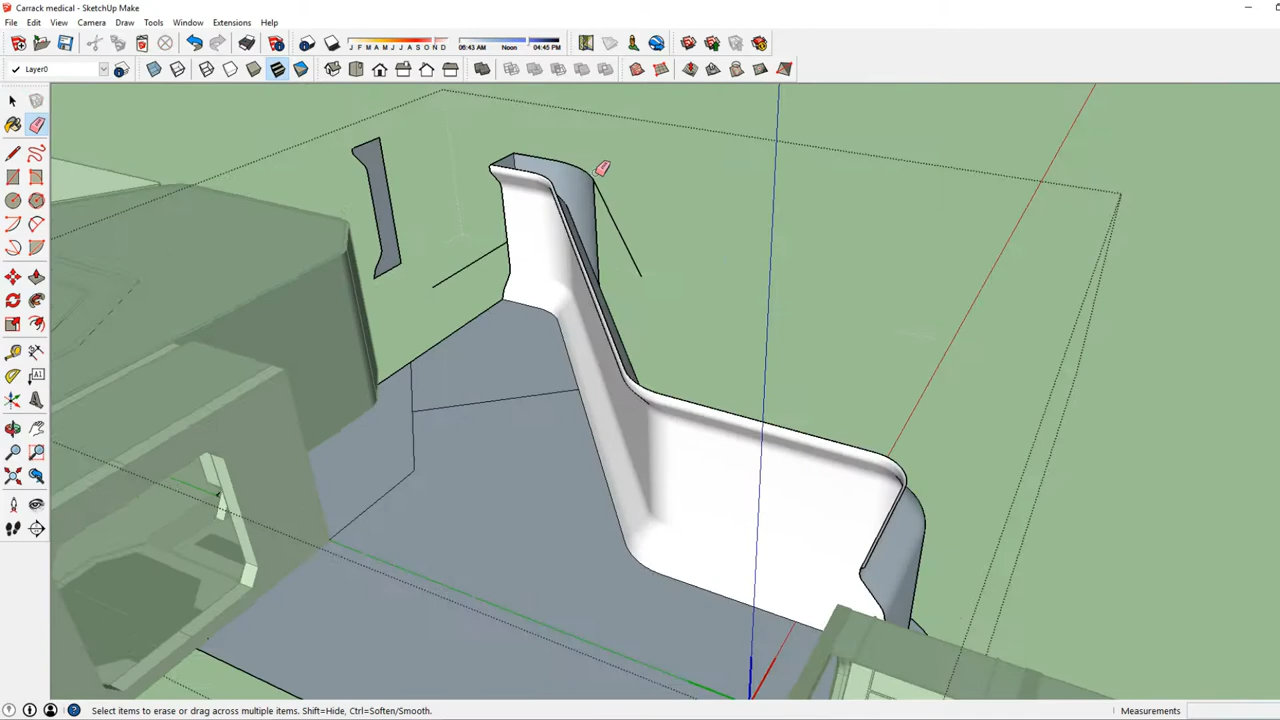 Carrack medical - SketchUp Make
File Edit View Camera Draw Tools Window Extensions Help
J F M A M J J A S O N D 06:43 AM Noon 04:45 PM
Layer0
A1
Select items to erase or drag across multiple items. Shift=Hide, Ctrl=Soften/Smooth. Measurements